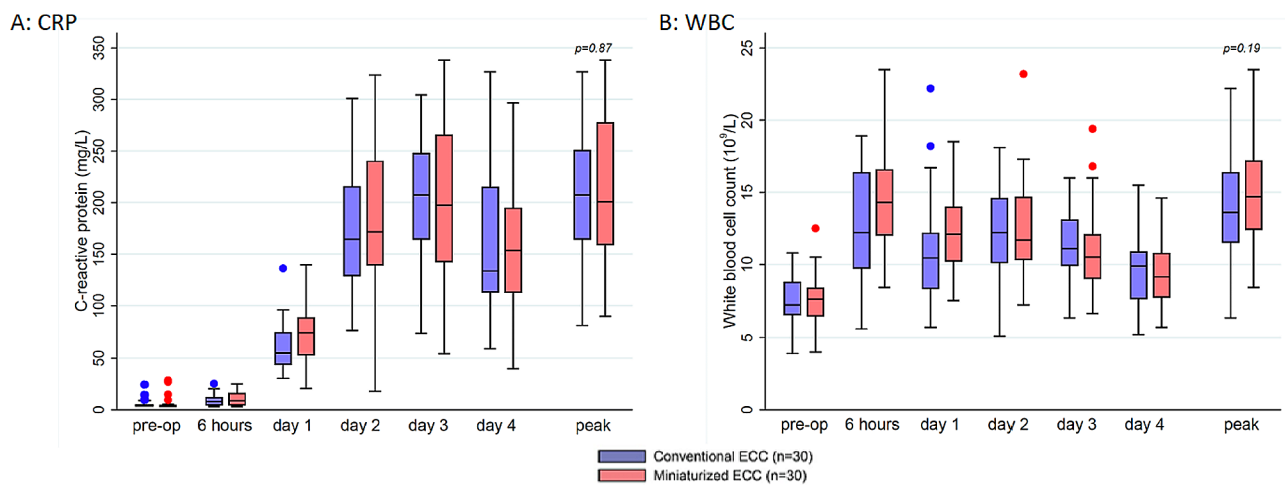 A: CRP
C-reactive protein (mg/L)
350
300
250
200
150
100
50
0
p=0.87
pre-op 6 hours day 1 day 2 day 3 day 4 peak
B: WBC
White blood cell count (10⁹/L)
25
20
15
10
5
0
p=0.19
pre-op 6 hours day 1 day 2 day 3 day 4 peak
Conventional ECC (n=30)
Miniaturized ECC (n=30)